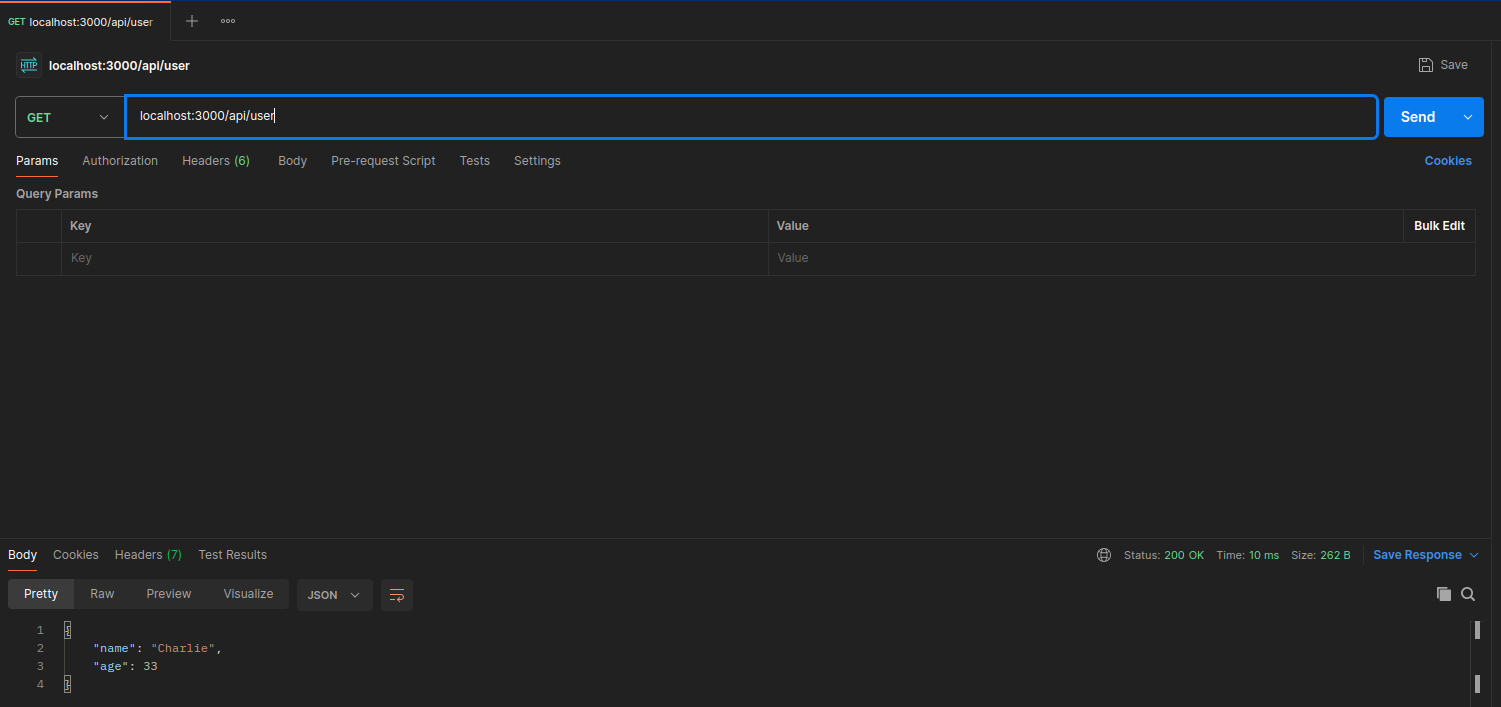 GET localhost:3000/api/user
HTTP localhost:3000/api/user Save
GET localhost:3000/api/user Send
Params Authorization Headers (6) Body Pre-request Script Tests Settings Cookies
Query Params
Key Value Bulk Edit
Key Value
Body Cookies Headers (7) Test Results Status: 200 OK Time: 10 ms Size: 262 B Save Response
Pretty Raw Preview Visualize JSON
1 {
2 "name": "Charlie",
3 "age": 33
4 }